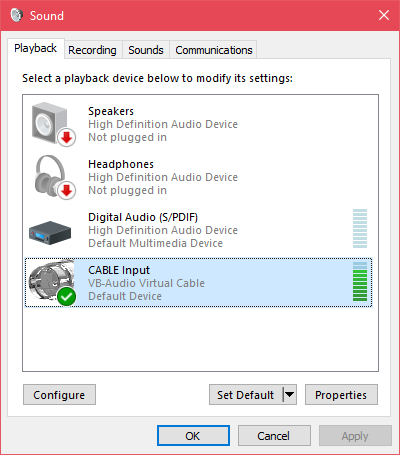 Sound
Playback Recording Sounds Communications
Select a playback device below to modify its settings:
Speakers
High Definition Audio Device
Not plugged in
Headphones
High Definition Audio Device
Not plugged in
Digital Audio (S/PDIF)
High Definition Audio Device
Default Multimedia Device
CABLE Input
VB-Audio Virtual Cable
Default Device
Configure Set Default Properties
OK Cancel Apply